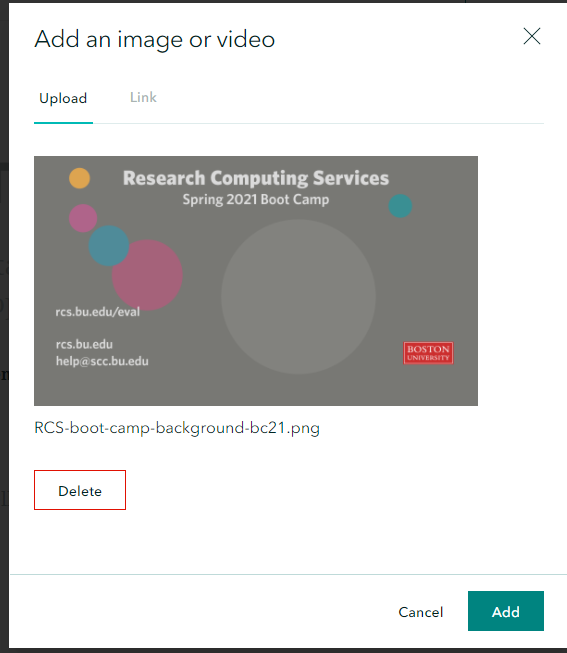 Add an image or video
Upload
Link
Research Computing Services
Spring 2021 Boot Camp
rcs.bu.edu/eval
rcs.bu.edu
help@scc.bu.edu
BOSTON
UNIVERSITY
RCS-boot-camp-background-bc21.png
Delete
Cancel
Add